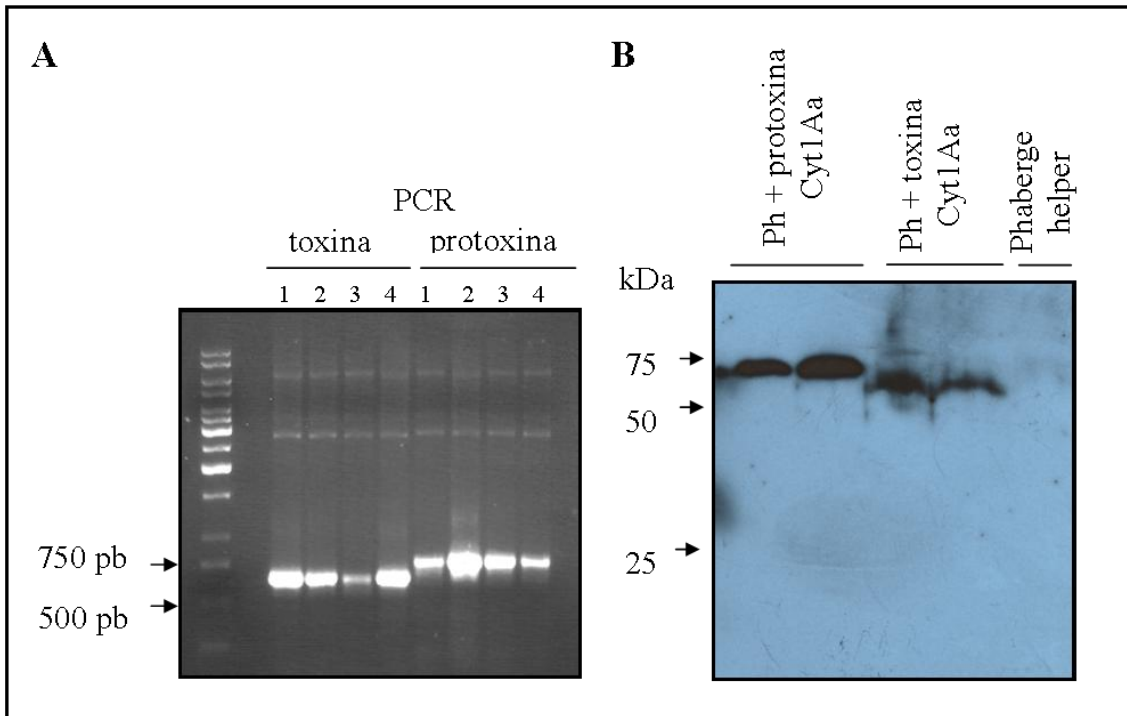 A
PCR
toxina protoxina
1 2 3 4 1 2 3 4
750 pb
500 pb
B
Ph + protoxina
Cyt1Aa
Ph + toxina
Cyt1Aa
Phaberge
helper
kDa
75
50
25